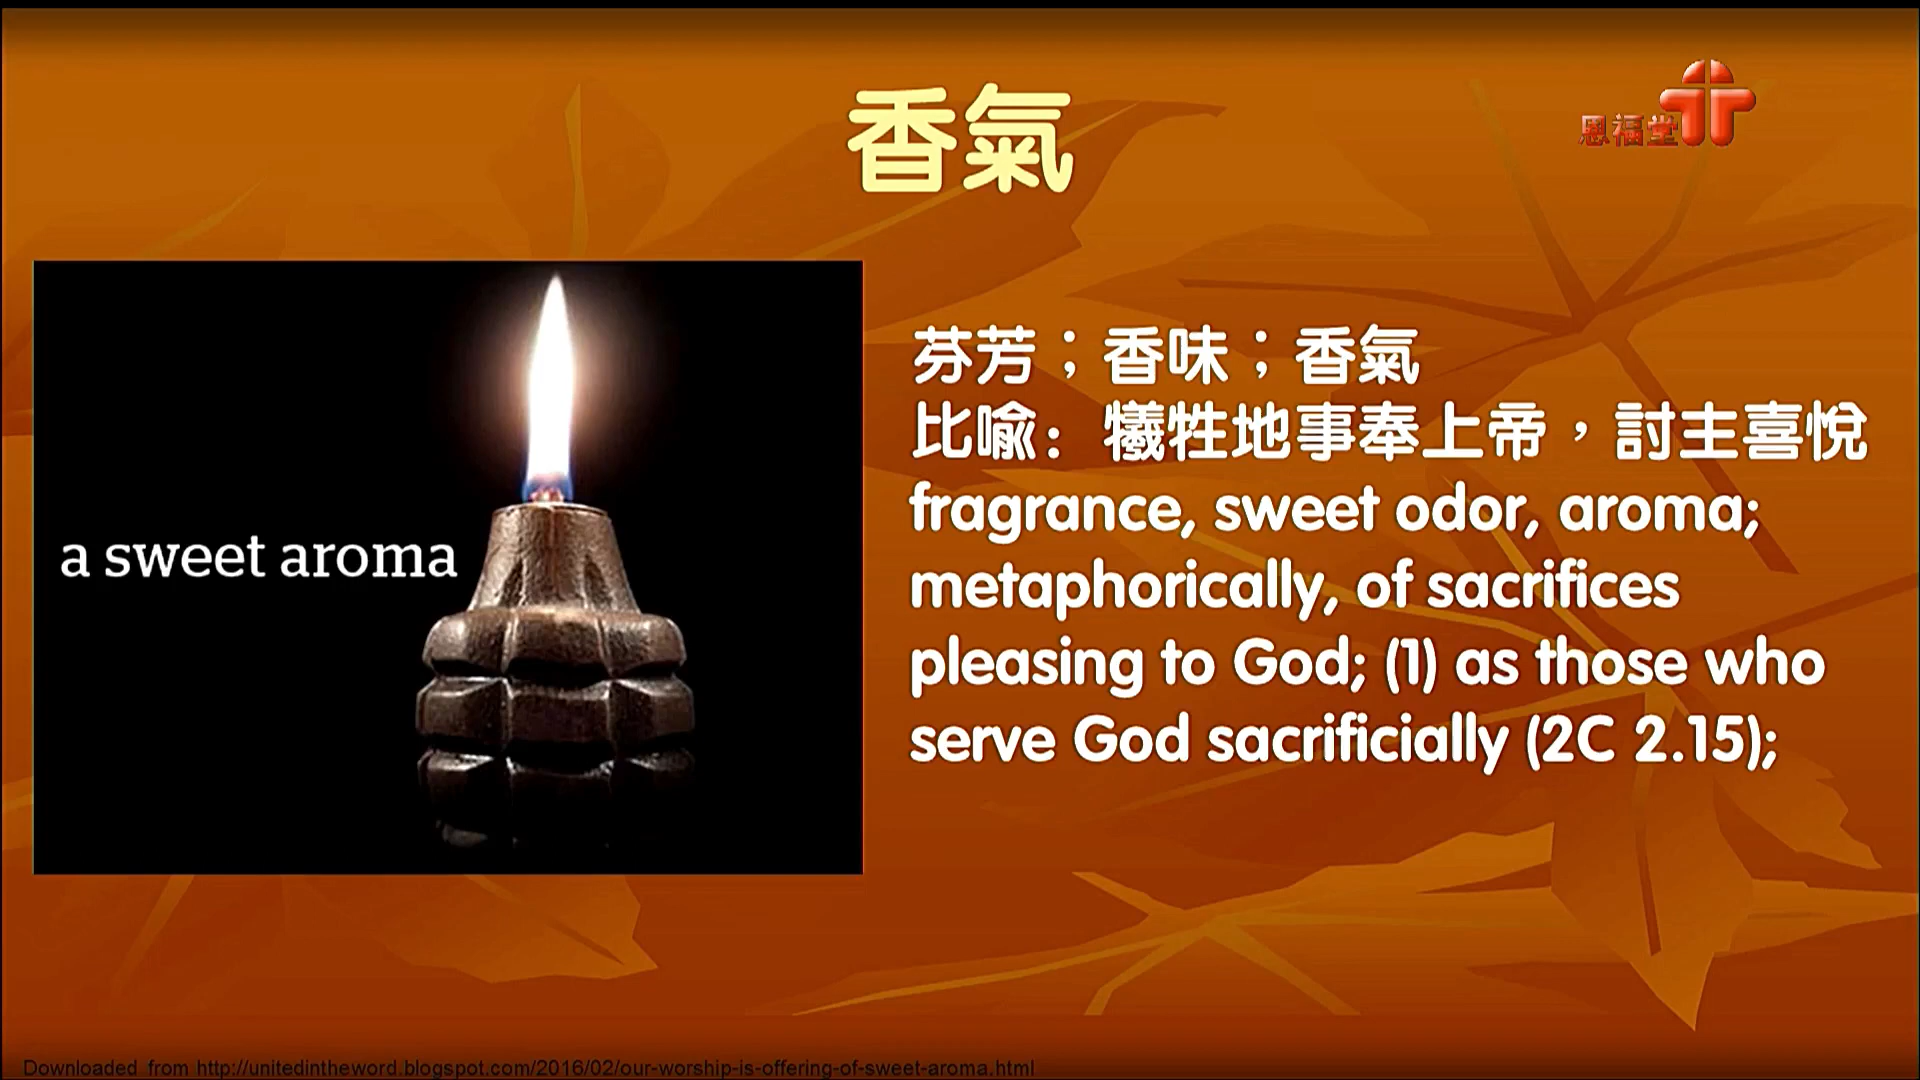 香氣
恩福堂
a sweet aroma
芬芳；香味；香氣
比喻：犧牲地事奉上帝，討主喜悅
fragrance, sweet odor, aroma;
metaphorically, of sacrifices
pleasing to God; (1) as those who
serve God sacrificially (2C 2.15);
Downloaded from http://unitedintheword.blogspot.com/2016/02/our-worship-is-offering-of-sweet-aroma.html